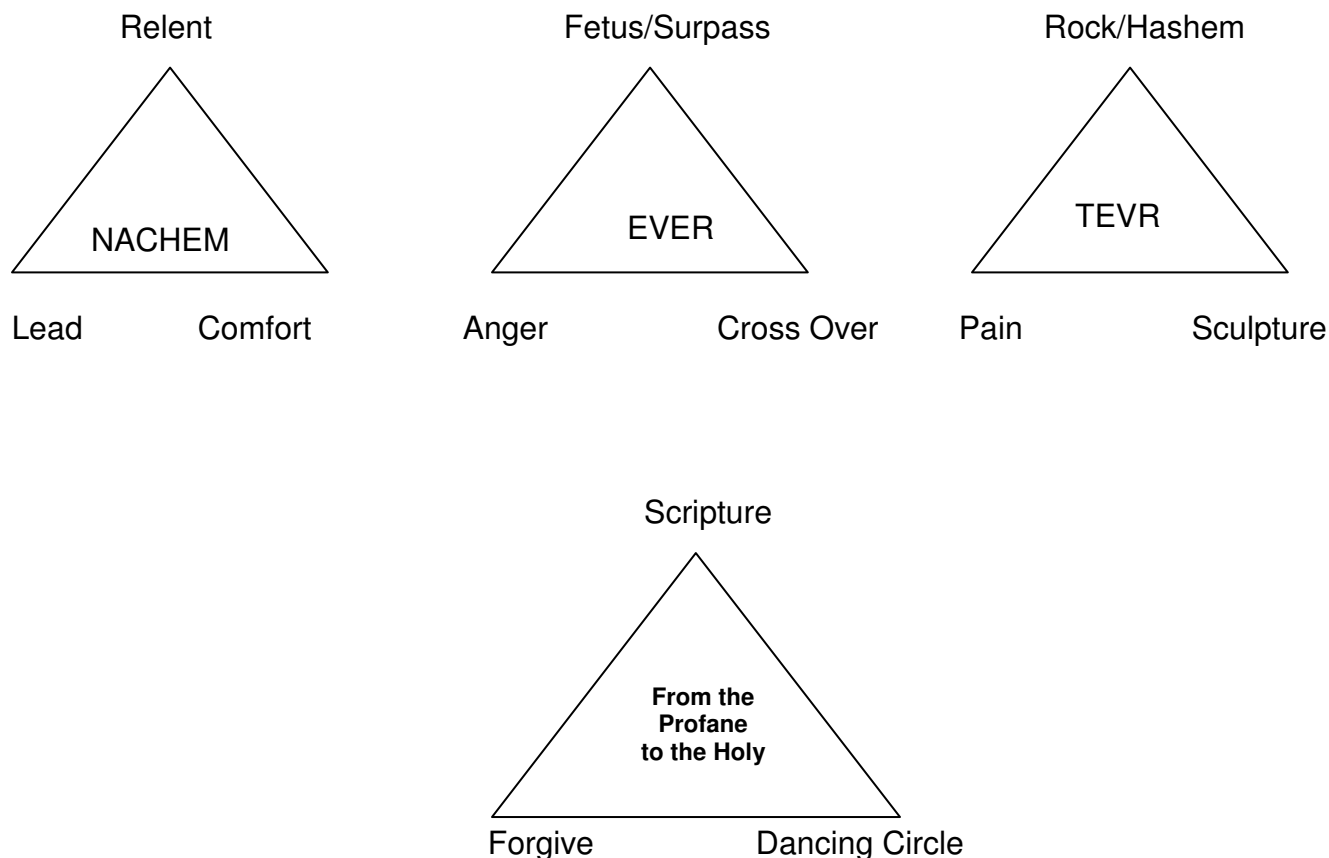 Relent
Fetus/Surpass
Rock/Hashem
NACHEM
EVER
TEVR
Lead
Comfort
Anger
Cross Over
Pain
Sculpture
Scripture
From the
Profane
to the Holy
Forgive
Dancing Circle